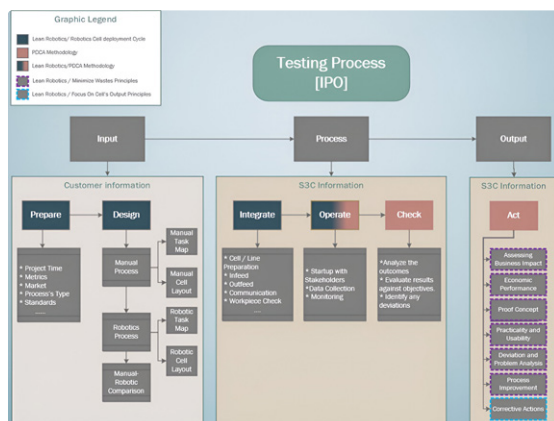 Graphic Legend
Lean Robotics/ Robotics Cell deployment Cycle
PDCA Methodology
Lean Robotics/PDCA Methodology
Lean Robotics / Minimize Wastes Principles
Lean Robotics / Focus On Cell's Output Principles
Testing Process
[IPO]
Input
Process
Output
Customer information
Prepare
Design
* Project Time
* Metrics
* Market
* Process's Type
* Standards
.....
Manual
Process
Manual
Task
Map
Manual
Cell
Layout
Robotics
Process
Robotic
Task
Map
Robotic
Cell
Layout
Manual-
Robotic
Comparison
S3C Information
Integrate
Operate
Check
* Cell / Line
Preparation
* Infeed
* Outfeed
* Communication
* Workpiece Check
....
* Startup with
Stakeholders
* Data Collection
* Monitoring
*Analyze the
outcomes
* Evaluate results
against objectives.
* Identify any
deviations
S3C Information
Act
Assessing
Business Impact
Economic
Performance
Proof Concept
Practicality and
Usability
Deviation and
Problem Analysis
Process
Improvement
Corrective Actions